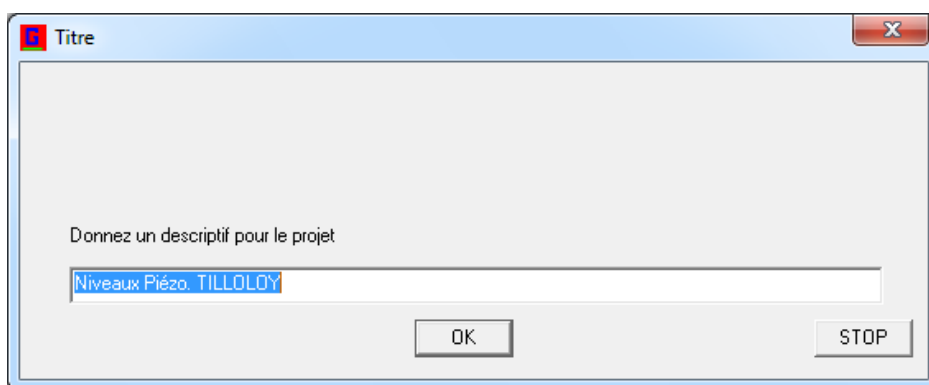 G Titre
X
Donnez un descriptif pour le projet
Niveaux Piézo. TILLOLOY
OK STOP